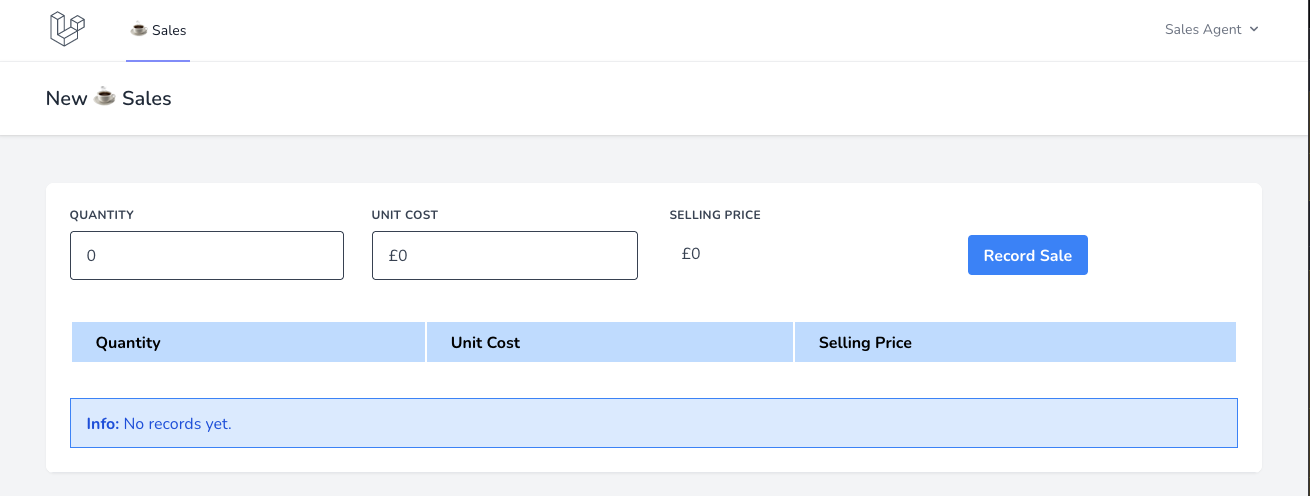 ☕ Sales
Sales Agent
New ☕ Sales
QUANTITY
UNIT COST
SELLING PRICE
0
£0
£0
Record Sale
Quantity
Unit Cost
Selling Price
Info: No records yet.